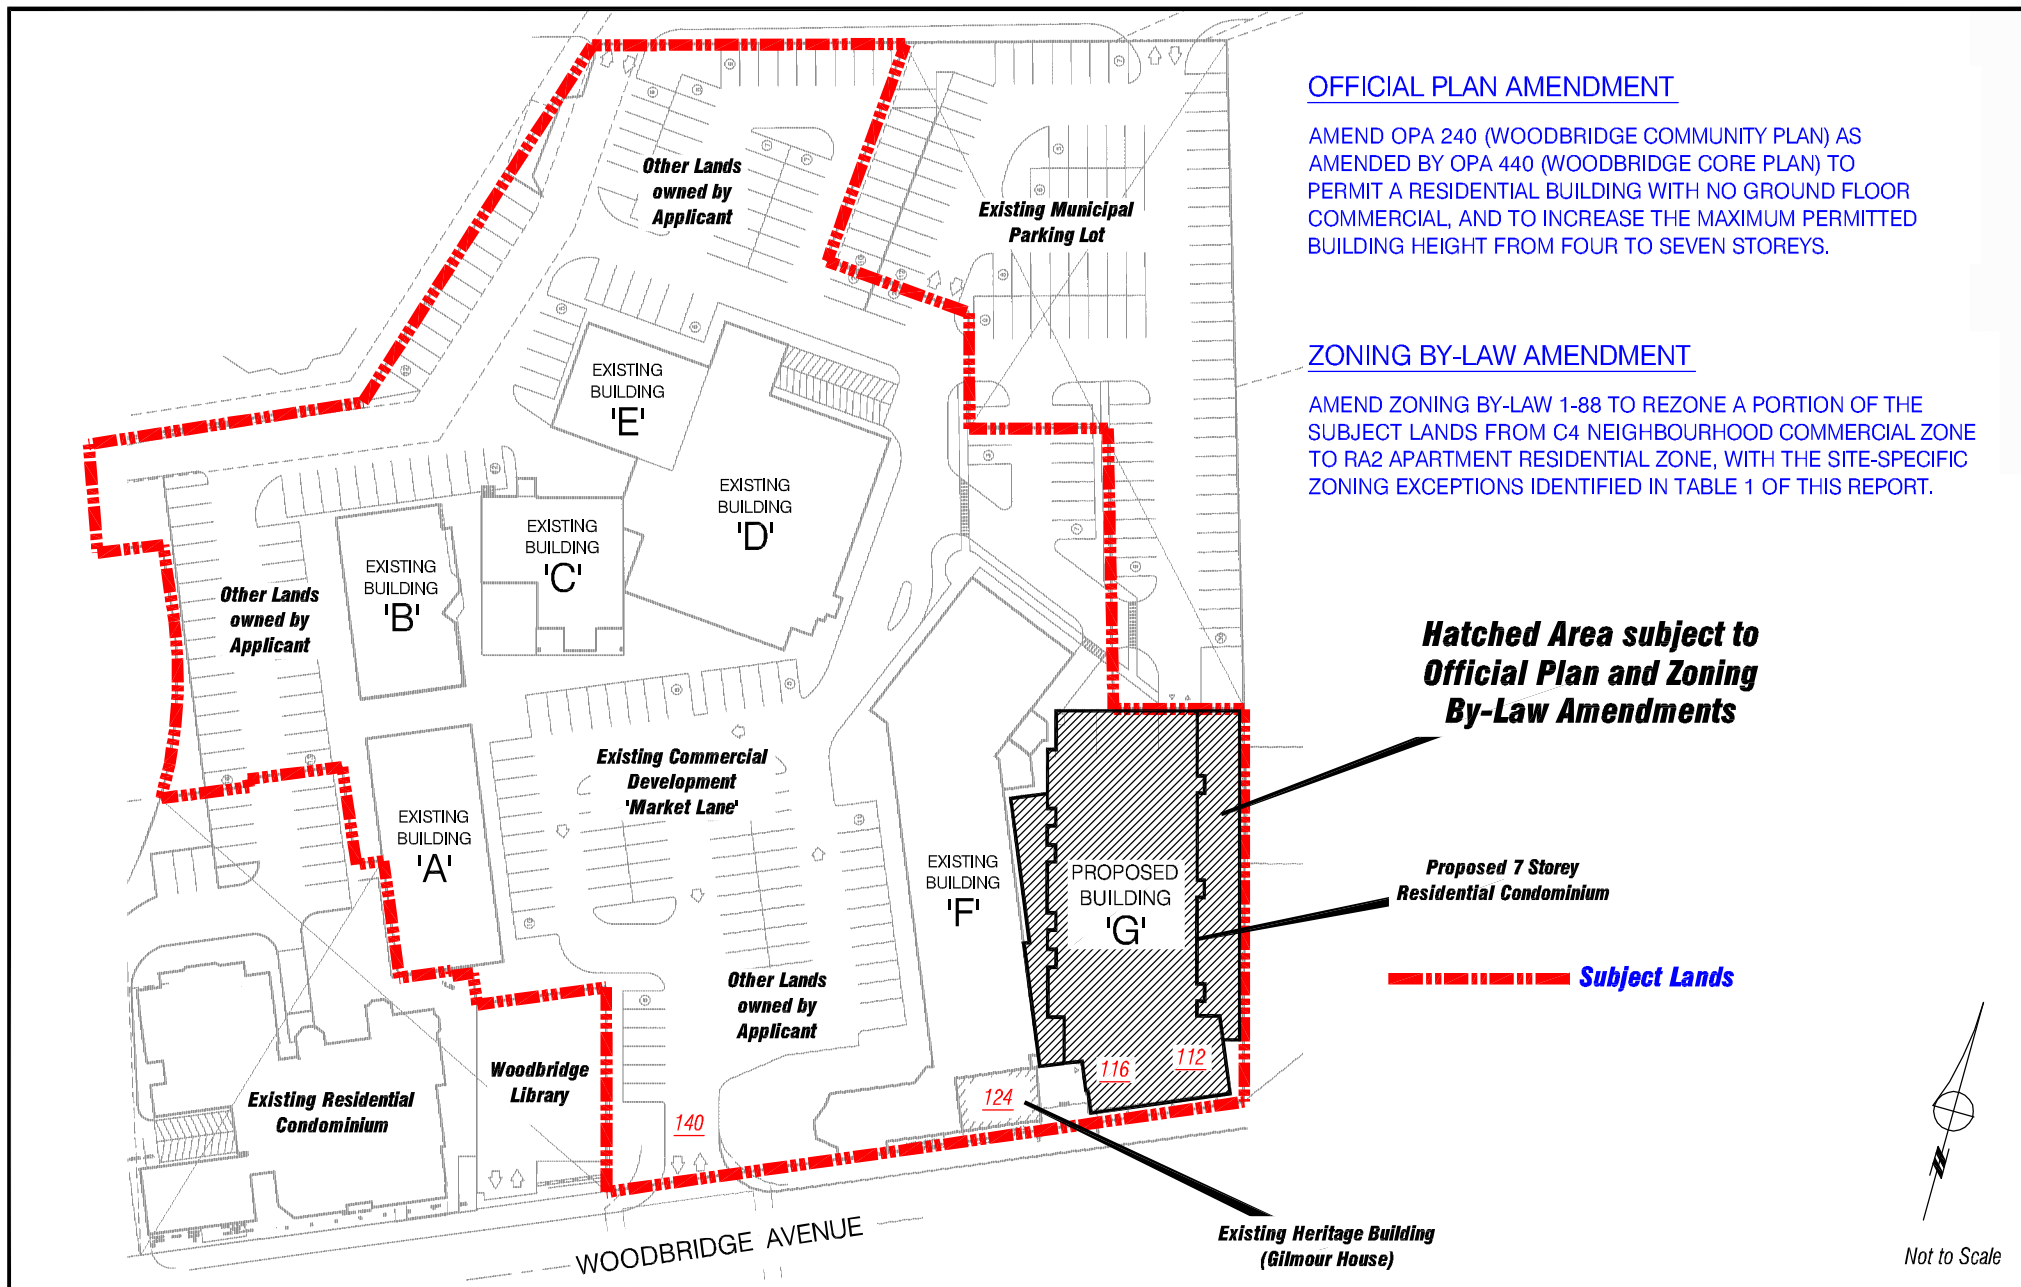 OFFICIAL PLAN AMENDMENT
AMEND OPA 240 (WOODBRIDGE COMMUNITY PLAN) AS
AMENDED BY OPA 440 (WOODBRIDGE CORE PLAN) TO
PERMIT A RESIDENTIAL BUILDING WITH NO GROUND FLOOR
COMMERCIAL, AND TO INCREASE THE MAXIMUM PERMITTED
BUILDING HEIGHT FROM FOUR TO SEVEN STOREYS.
ZONING BY-LAW AMENDMENT
AMEND ZONING BY-LAW 1-88 TO REZONE A PORTION OF THE
SUBJECT LANDS FROM C4 NEIGHBOURHOOD COMMERCIAL ZONE
TO RA2 APARTMENT RESIDENTIAL ZONE, WITH THE SITE-SPECIFIC
ZONING EXCEPTIONS IDENTIFIED IN TABLE 1 OF THIS REPORT.
Other Lands
owned by
Applicant
Existing Municipal
Parking Lot
EXISTING
BUILDING
'E'
EXISTING
BUILDING
'D'
EXISTING
BUILDING
'C'
EXISTING
BUILDING
'B'
Other Lands
owned by
Applicant
Hatched Area subject to
Official Plan and Zoning
By-Law Amendments
Existing Commercial
Development
'Market Lane'
EXISTING
BUILDING
'A'
EXISTING
BUILDING
'F'
PROPOSED
BUILDING
'G'
Proposed 7 Storey
Residential Condominium
Subject Lands
Other Lands
owned by
Applicant
116
112
124
140
Woodbridge
Library
Existing Residential
Condominium
WOODBRIDGE AVENUE
Existing Heritage Building
(Gilmour House)
N
Not to Scale